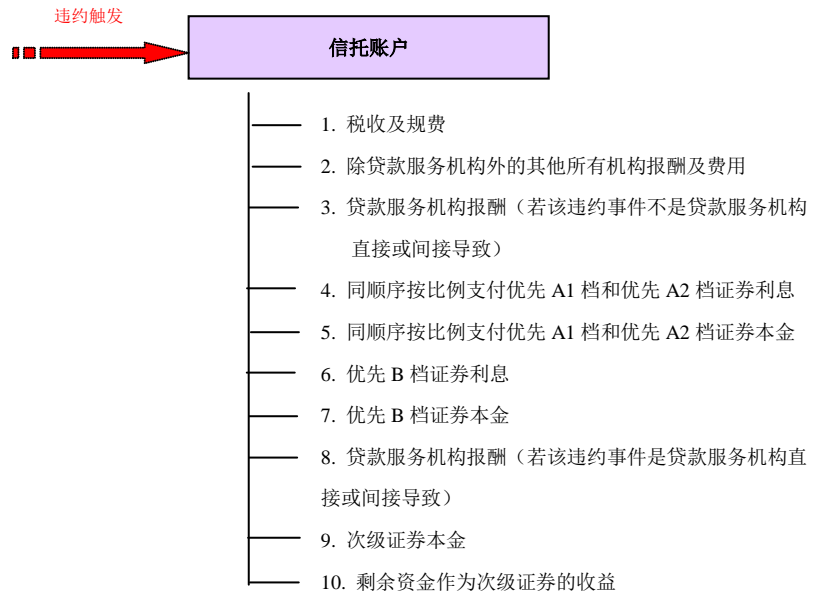 违约触发
信托账户
1. 税收及规费
2. 除贷款服务机构外的其他所有机构报酬及费用
3. 贷款服务机构报酬（若该违约事件不是贷款服务机构
直接或间接导致）
4. 同顺序按比例支付优先 A1 档和优先 A2 档证券利息
5. 同顺序按比例支付优先 A1 档和优先 A2 档证券本金
6. 优先 B 档证券利息
7. 优先 B 档证券本金
8. 贷款服务机构报酬（若该违约事件是贷款服务机构直
接或间接导致）
9. 次级证券本金
10. 剩余资金作为次级证券的收益